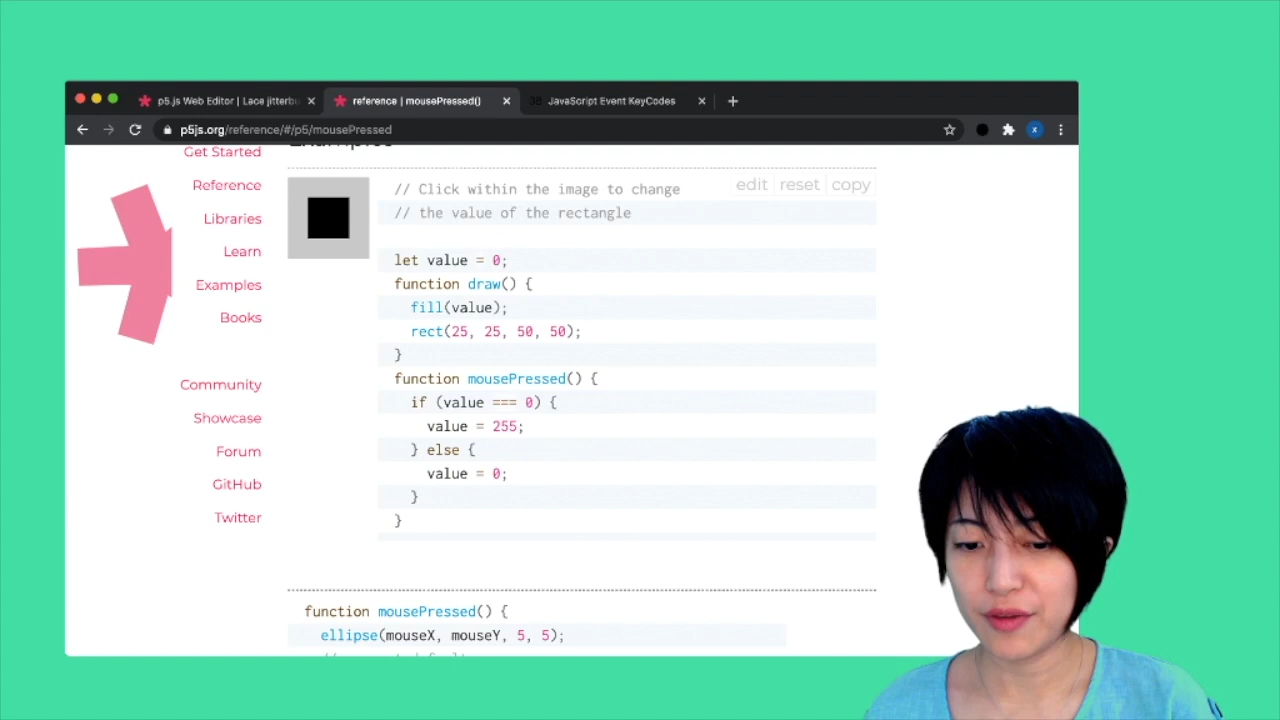 p5.js Web Editor | Lace jitterbu
reference | mousePressed()
JavaScript Event KeyCodes
p5js.org/reference/#/p5/mousePressed
x
Get Started
Reference
Libraries
Learn
Examples
Books
Community
Showcase
Forum
GitHub
Twitter
Examples
edit reset copy
// Click within the image to change
// the value of the rectangle
let value = 0;
function draw() {
fill(value);
rect(25, 25, 50, 50);
}
function mousePressed() {
if (value === 0) {
value = 255;
} else {
value = 0;
}
}
function mousePressed() {
ellipse(mouseX, mouseY, 5, 5);